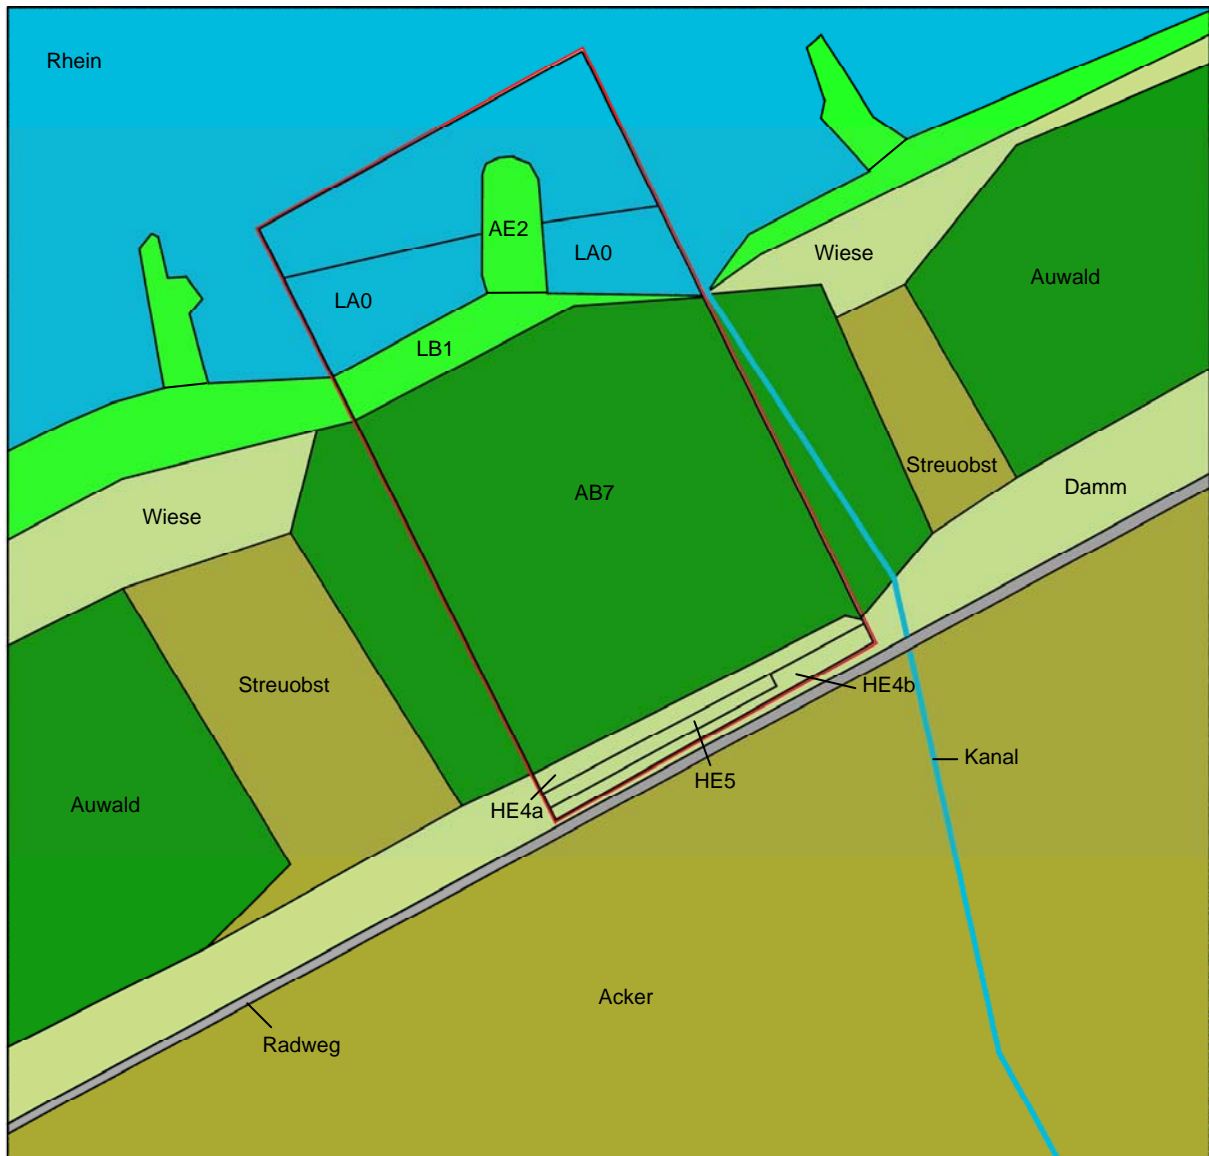 Rhein
AE2
LA0
Wiese
Auwald
LA0
LB1
Streuobst
Damm
AB7
Wiese
Streuobst
HE4b
Kanal
HE5
Auwald
HE4a
Acker
Radweg